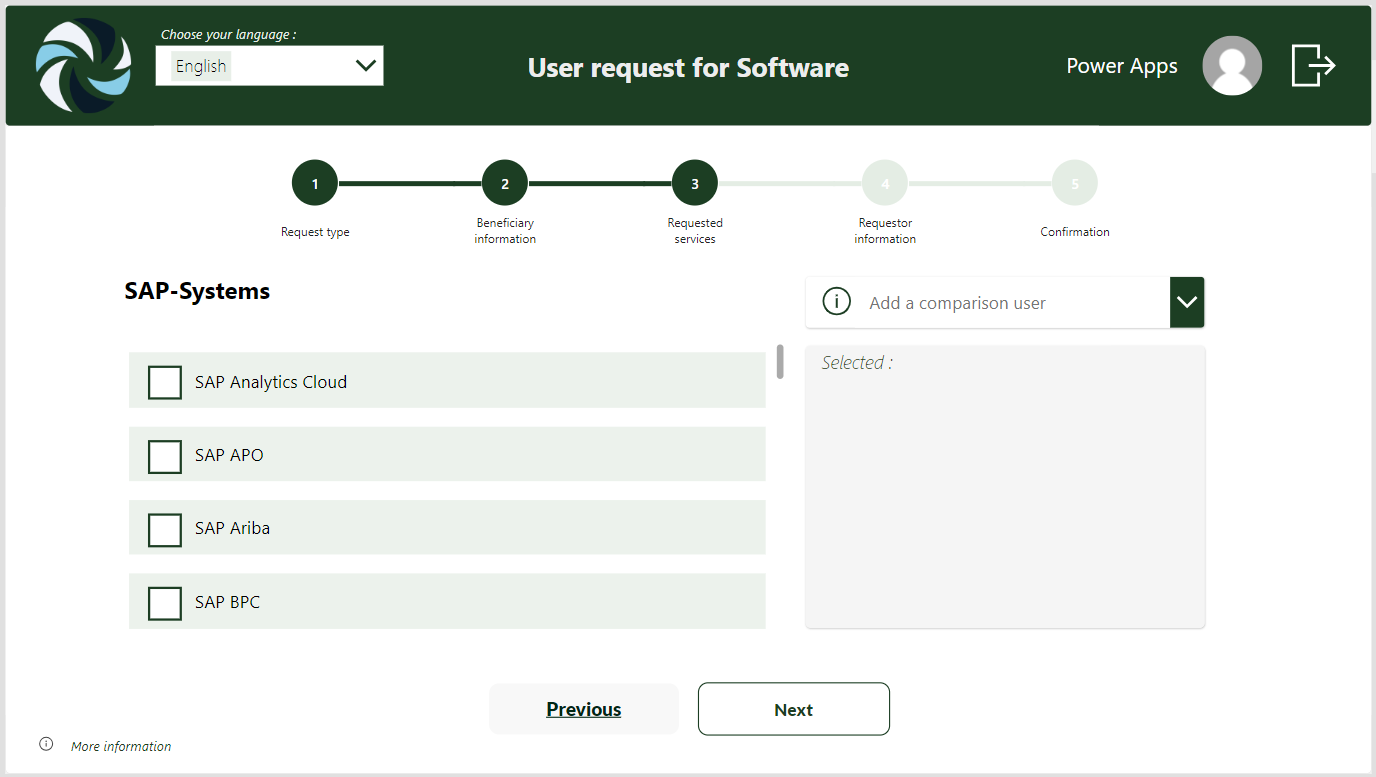 Choose your language :
English
User request for Software
Power Apps
1
2
3
4
5
Request type
Beneficiary
information
Requested
services
Requestor
information
Confirmation
SAP-Systems
Add a comparison user
Selected :
SAP Analytics Cloud
SAP APO
SAP Ariba
SAP BPC
Previous
Next
More information